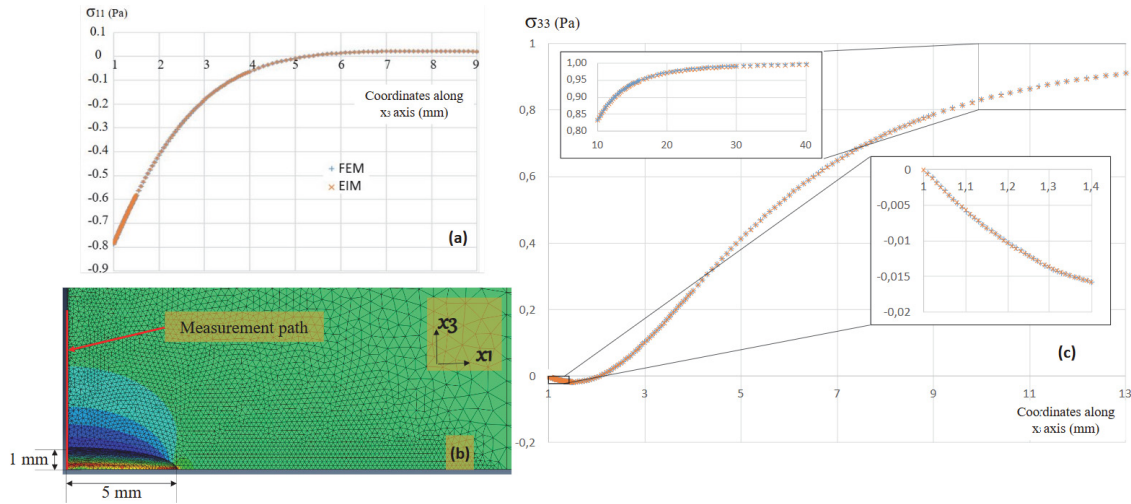 σ11 (Pa)
0.1
0
-0.1
-0.2
-0.3
-0.4
-0.5
-0.6
-0.7
-0.8
-0.9
1 2 3 4 5 6 7 8 9
Coordinates along
x3 axis (mm)
FEM
EIM
(a)
Measurement path
x3
x1
(b)
1 mm
5 mm
σ33 (Pa)
1
0,8
0,6
0,4
0,2
0
-0,2
1 3 5 7 9 11 13
1,00
0,95
0,90
0,85
0,80
10 20 30 40
0
-0,005
-0,01
-0,015
-0,02
1 1,1 1,2 1,3 1,4
(c)
Coordinates along
x axis (mm)